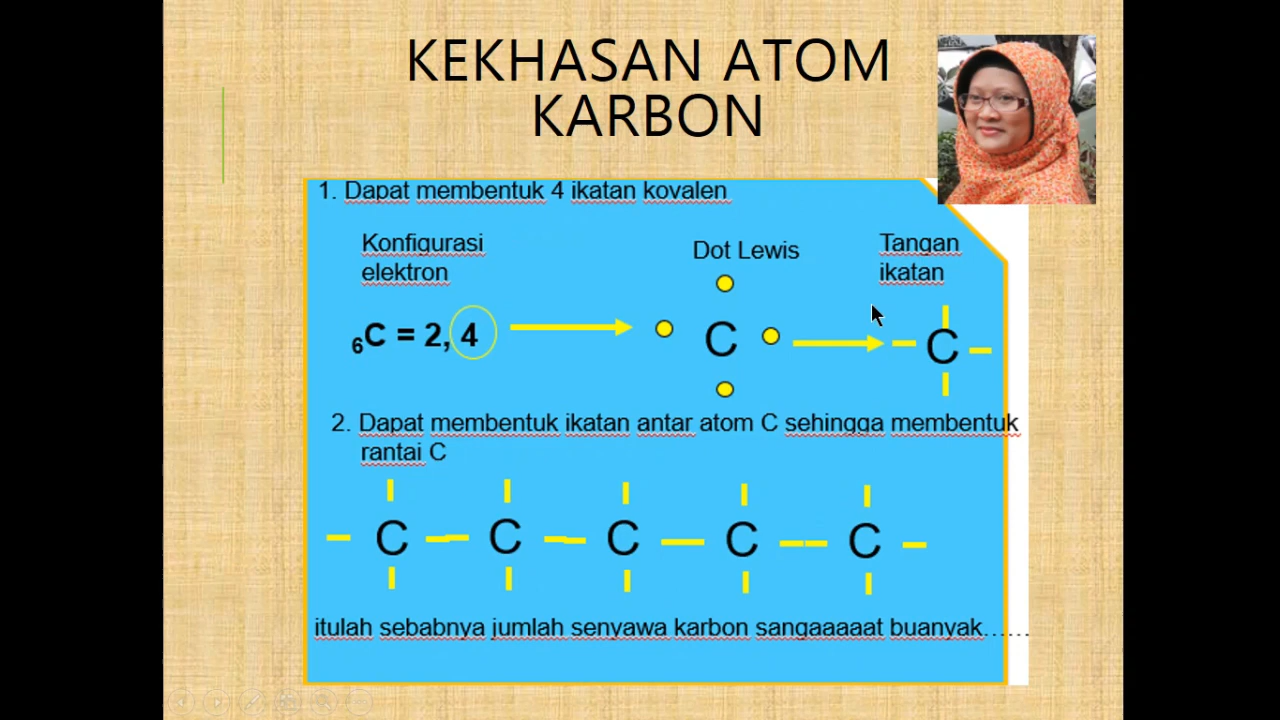 KEKHASAN ATOM
KARBON
1. Dapat membentuk 4 ikatan kovalen
Konfigurasi
elektron
Dot Lewis
Tangan
ikatan
₆C = 2, 4
C
C
2. Dapat membentuk ikatan antar atom C sehingga membentuk
rantai C
C C C C C
itulah sebabnya jumlah senyawa karbon sangaaaaat buanyak……